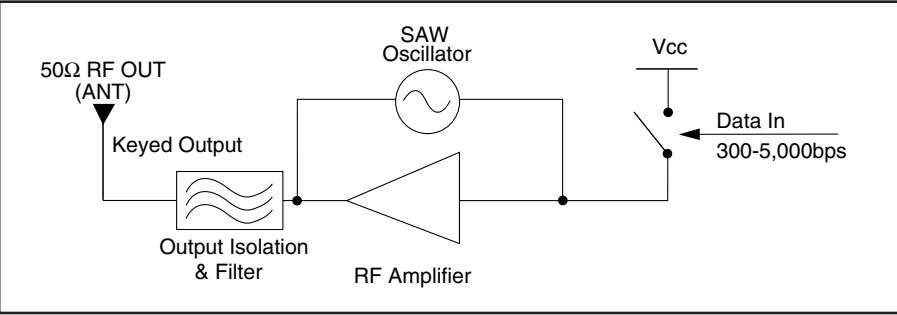 SAW
Oscillator
Vcc
50Ω RF OUT
(ANT)
Data In
Keyed Output
300-5,000bps
Output Isolation
& Filter
RF Amplifier